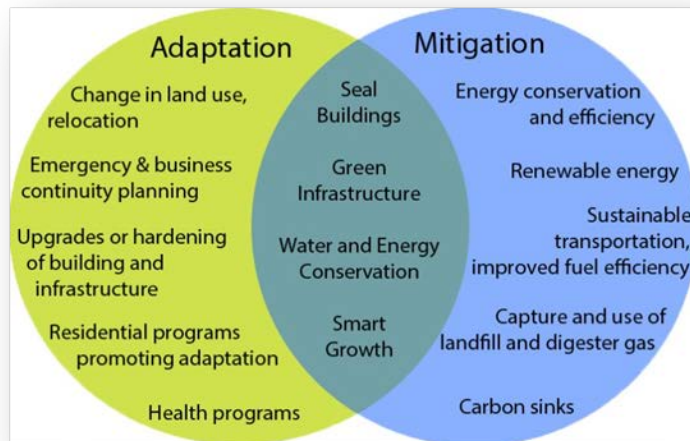 Adaptation
Change in land use,
relocation
Emergency & business
continuity planning
Upgrades or hardening
of building and
infrastructure
Residential programs
promoting adaptation
Health programs
Seal
Buildings
Green
Infrastructure
Water and Energy
Conservation
Smart
Growth
Mitigation
Energy conservation
and efficiency
Renewable energy
Sustainable
transportation,
improved fuel efficiency
Capture and use of
landfill and digester gas
Carbon sinks